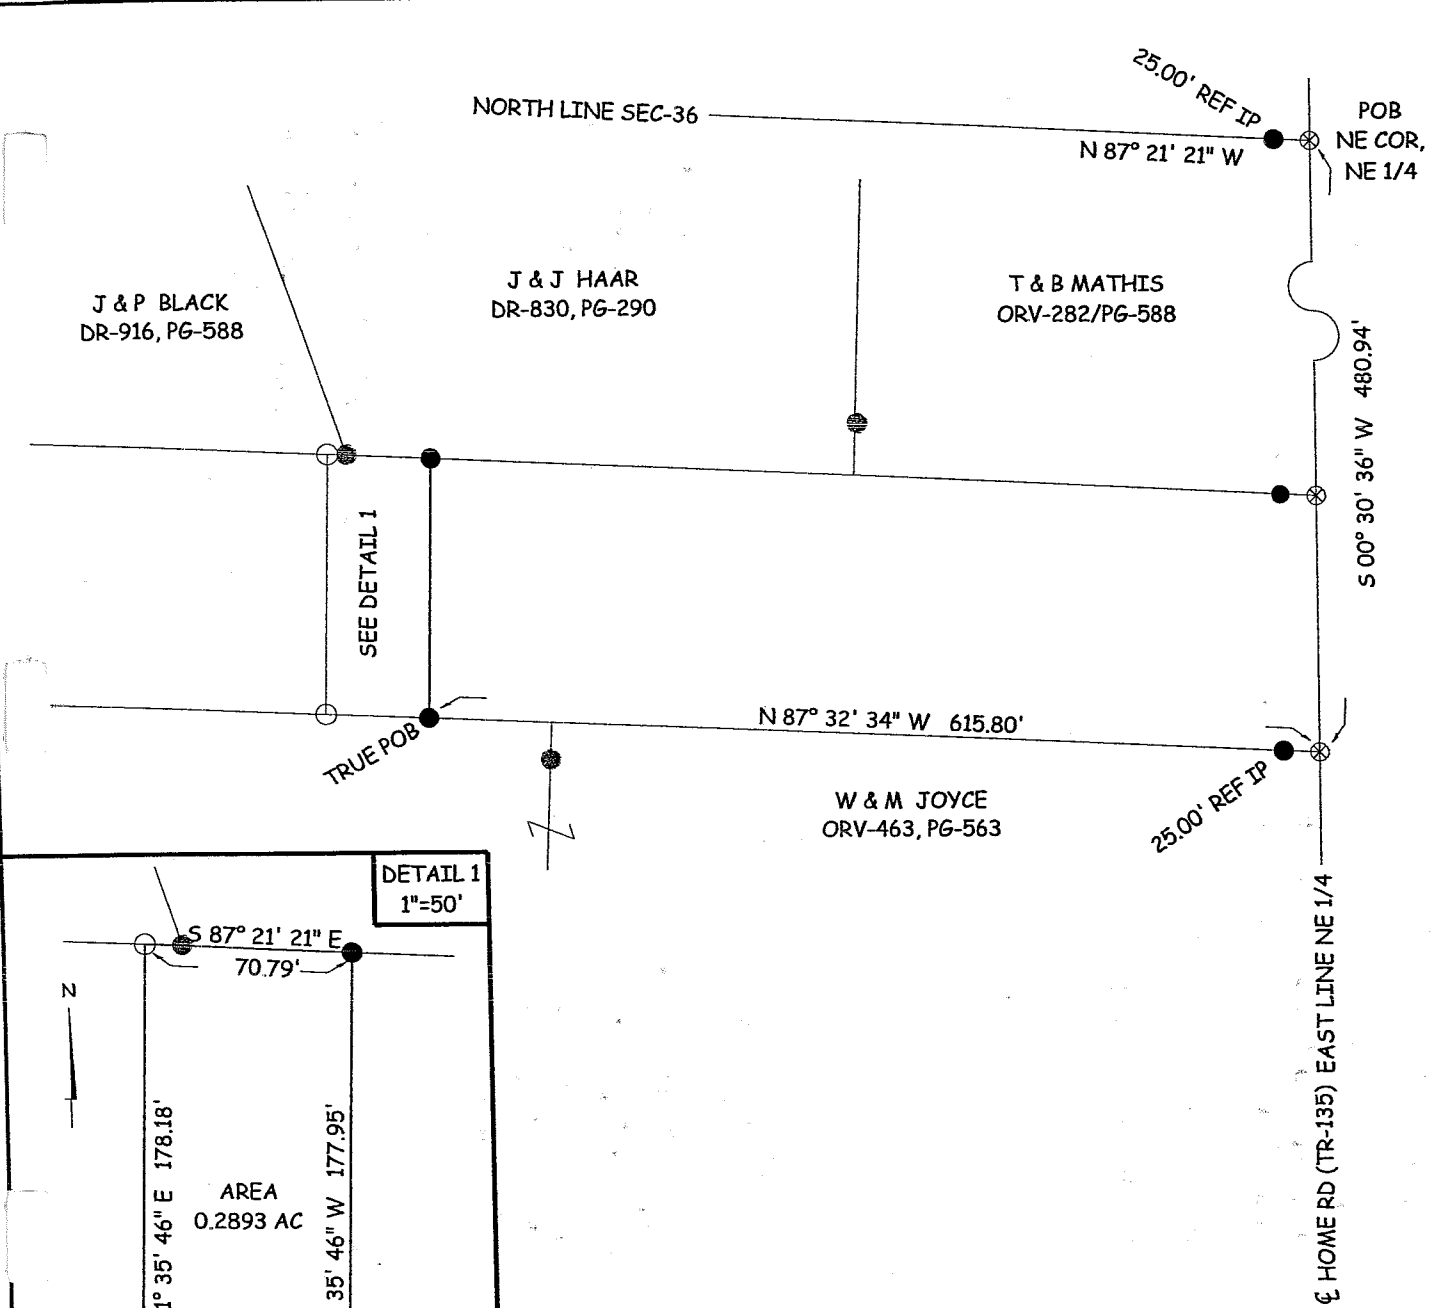 25.00' REF IP
POB
NE COR,
NE 1/4
NORTH LINE SEC-36
N 87° 21' 21" W
J & P BLACK
DR-916, PG-588
J & J HAAR
DR-830, PG-290
T & B MATHIS
ORV-282/PG-588
S 00° 30' 36" W 480.94'
SEE DETAIL 1
TRUE POB
N 87° 32' 34" W 615.80'
25.00' REF IP
W & M JOYCE
ORV-463, PG-563
DETAIL 1
1"=50'
S 87° 21' 21" E
70.79'
N
1° 35' 46" E 178.18'
AREA
0.2893 AC
35' 46" W 177.95'
℄ HOME RD (TR-135) EAST LINE NE 1/4